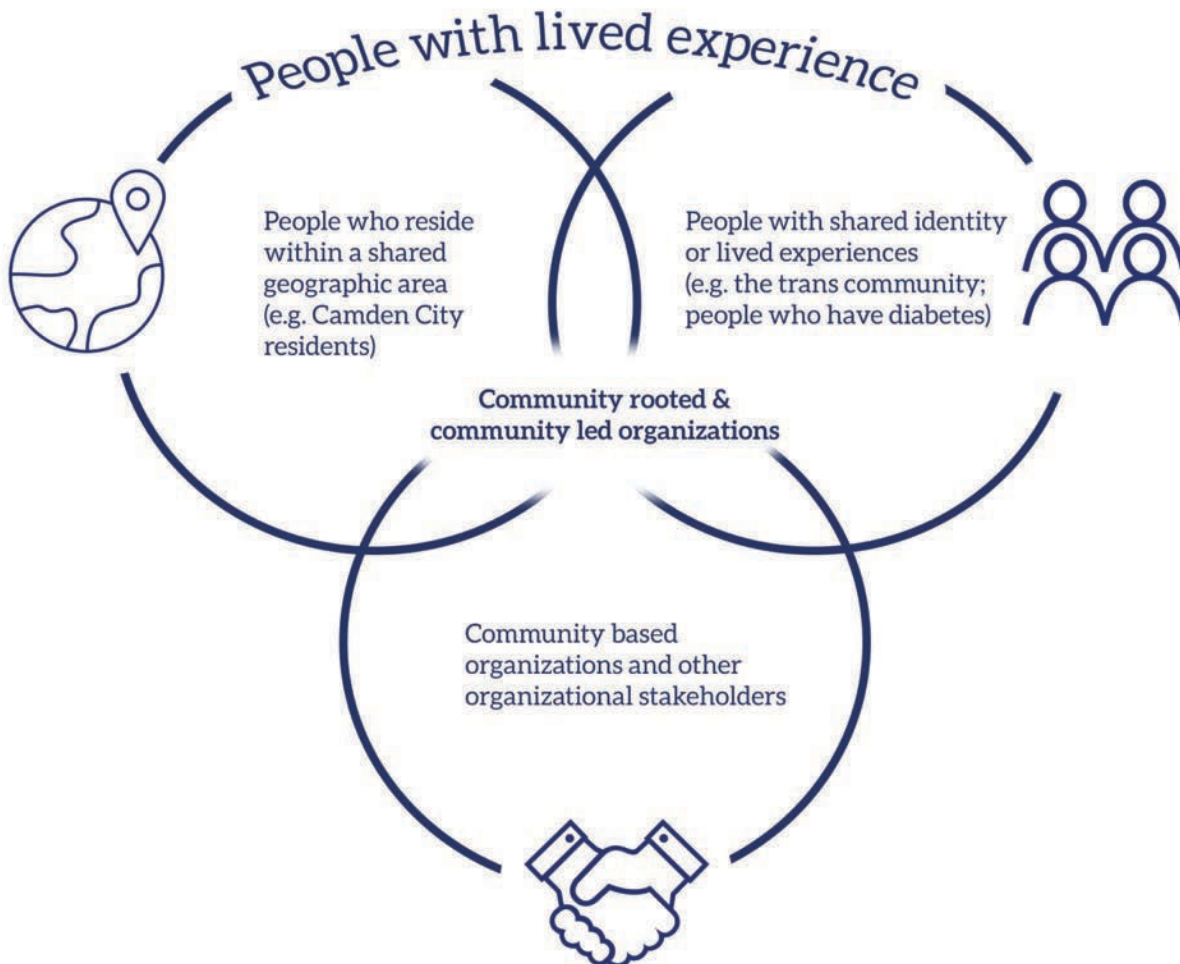 People with lived experience
People who reside
within a shared
geographic area
(e.g. Camden City
residents)
People with shared identity
or lived experiences
(e.g. the trans community;
people who have diabetes)
Community rooted &
community led organizations
Community based
organizations and other
organizational stakeholders